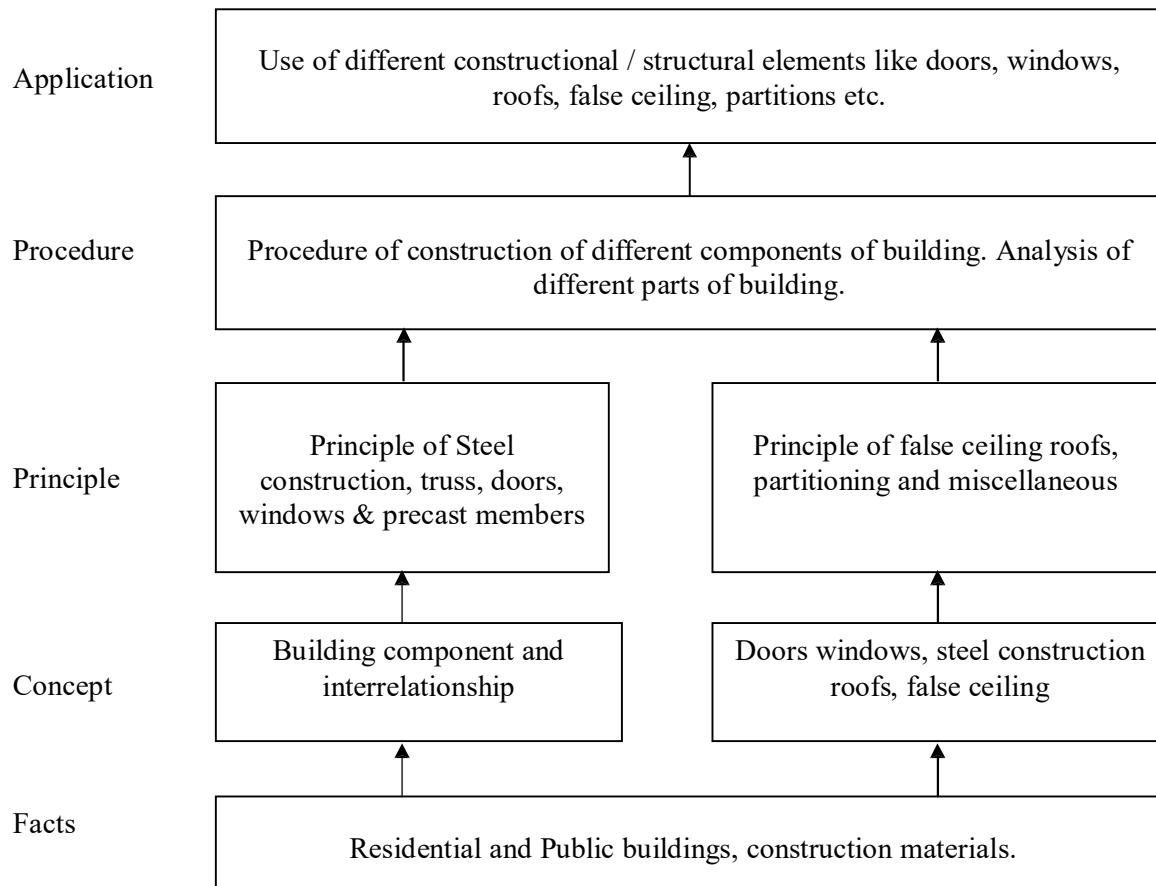 Application
Use of different constructional / structural elements like doors, windows,
roofs, false ceiling, partitions etc.
Procedure
Procedure of construction of different components of building. Analysis of
different parts of building.
Principle
Principle of Steel
construction, truss, doors,
windows & precast members
Principle of false ceiling roofs,
partitioning and miscellaneous
Concept
Building component and
interrelationship
Doors windows, steel construction
roofs, false ceiling
Facts
Residential and Public buildings, construction materials.